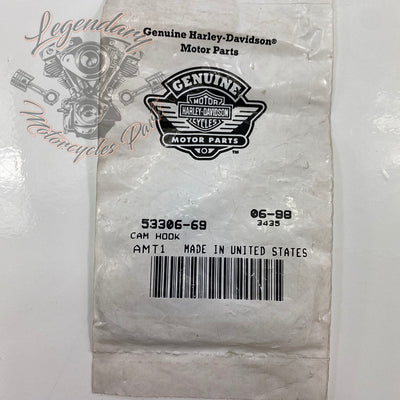 Legendary
Motorcycles Parts
Genuine Harley-Davidson®
Motor Parts
GENUINE
MOTOR
HARLEY-DAVIDSON
CYCLES
MOTOR PARTS
TM
53306-69 06-98
CAM HOOK 3435
AMT1 MADE IN UNITED STATES